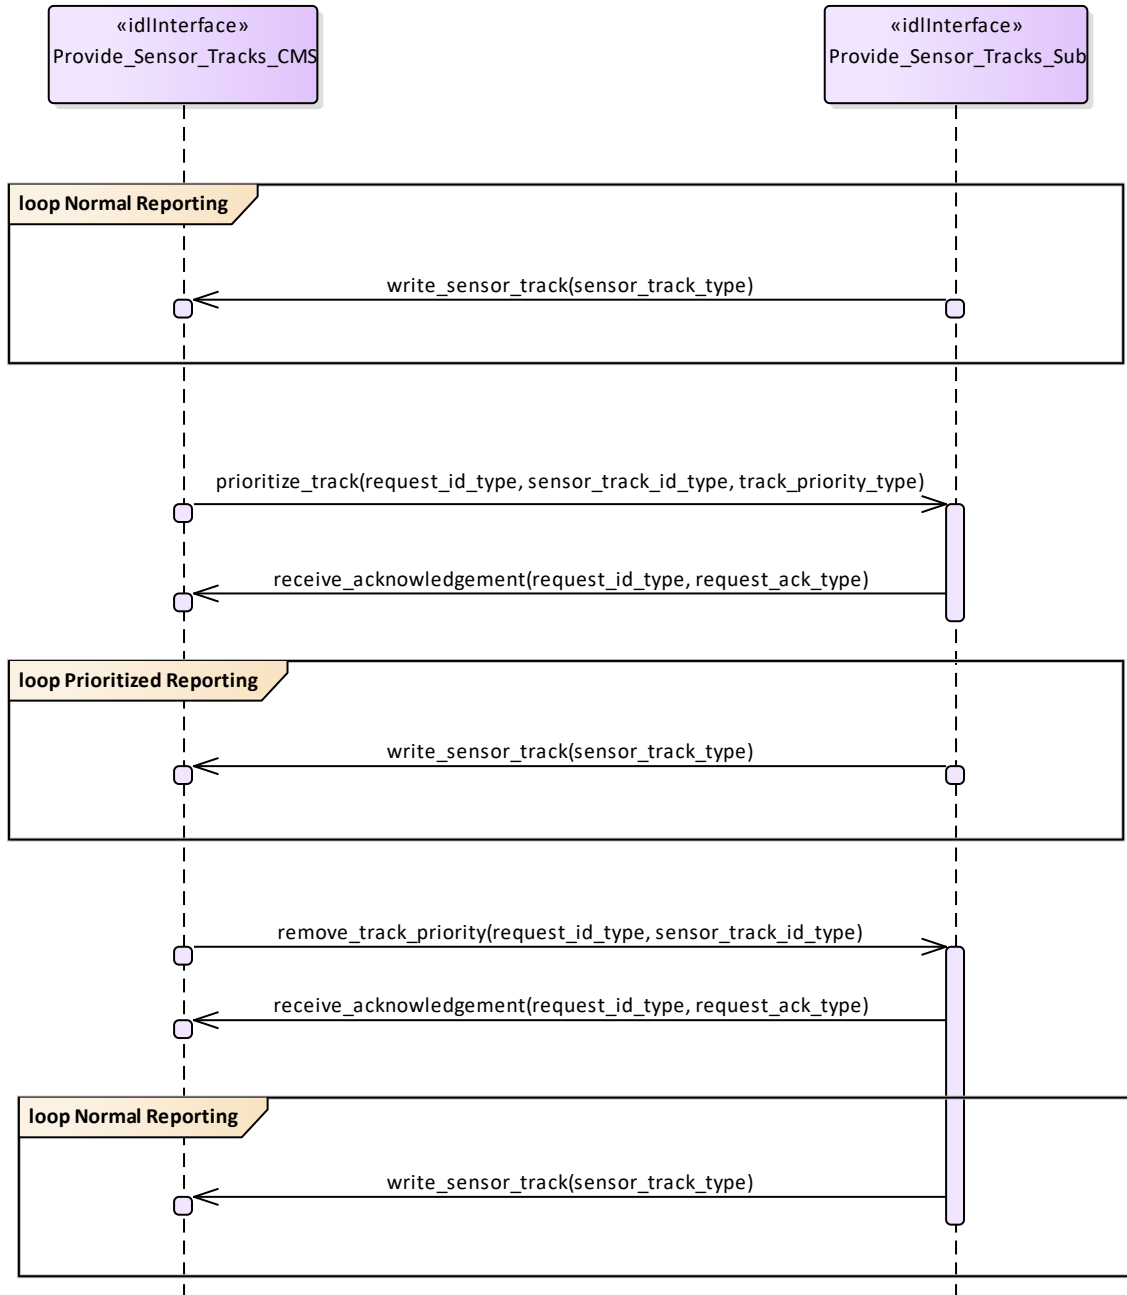 «idlInterface»
Provide_Sensor_Tracks_CMS
«idlInterface»
Provide_Sensor_Tracks_Sub
loop Normal Reporting
write_sensor_track(sensor_track_type)
prioritize_track(request_id_type, sensor_track_id_type, track_priority_type)
receive_acknowledgement(request_id_type, request_ack_type)
loop Prioritized Reporting
write_sensor_track(sensor_track_type)
remove_track_priority(request_id_type, sensor_track_id_type)
receive_acknowledgement(request_id_type, request_ack_type)
loop Normal Reporting
write_sensor_track(sensor_track_type)